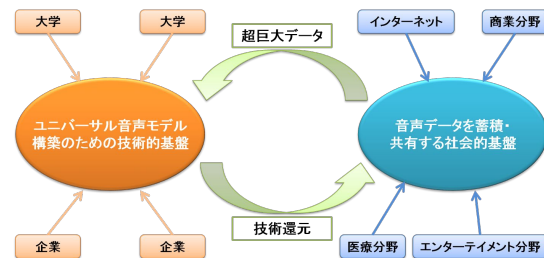 大学
大学
超巨大データ
インターネット
商業分野
ユニバーサル音声モデル
構築のための技術的基盤
音声データを蓄積・
共有する社会的基盤
企業
企業
技術還元
医療分野
エンターテイメント分野